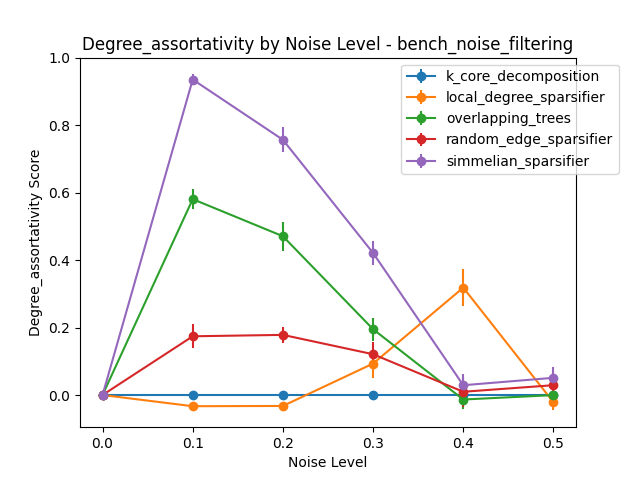 Degree_assortativity by Noise Level - bench_noise_filtering
k_core_decomposition
local_degree_sparsifier
overlapping_trees
random_edge_sparsifier
simmelian_sparsifier
Degree_assortativity Score
1.0
0.8
0.6
0.4
0.2
0.0
0.0 0.1 0.2 0.3 0.4 0.5
Noise Level